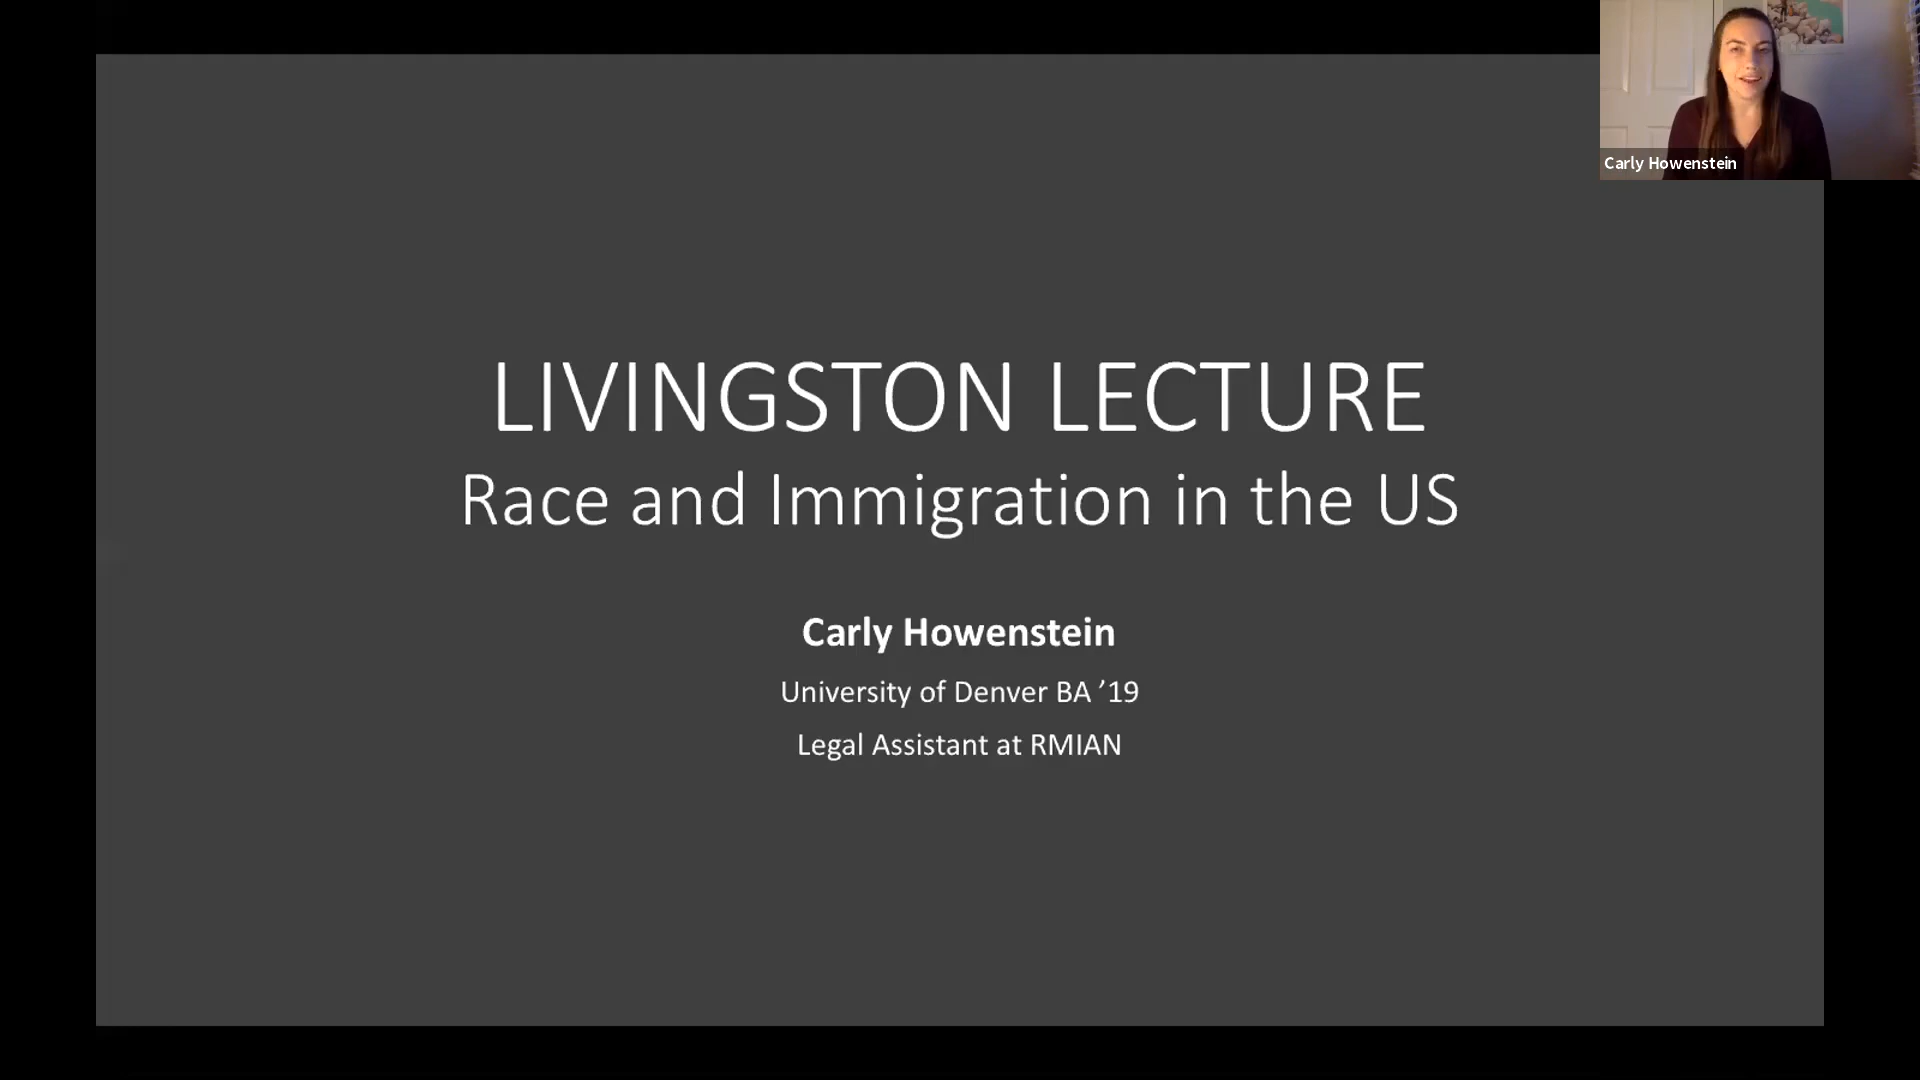 Carly Howenstein
LIVINGSTON LECTURE
Race and Immigration in the US
Carly Howenstein
University of Denver BA ’19
Legal Assistant at RMIAN